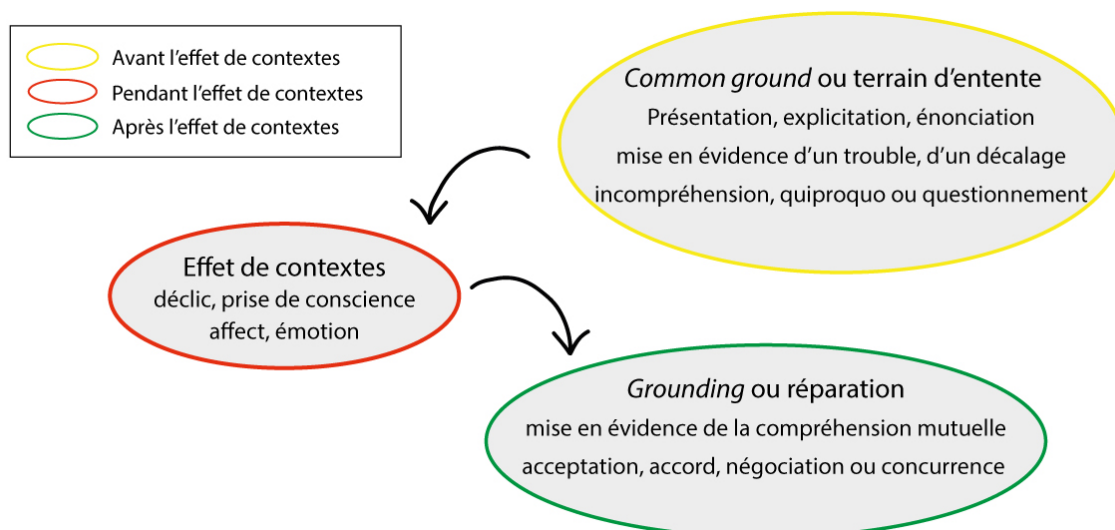 Avant l'effet de contextes
Pendant l'effet de contextes
Après l'effet de contextes
Common ground ou terrain d'entente
Présentation, explicitation, énonciation
mise en évidence d'un trouble, d'un décalage
incompréhension, quiproquo ou questionnement
Effet de contextes
déclic, prise de conscience
affect, émotion
Grounding ou réparation
mise en évidence de la compréhension mutuelle
acceptation, accord, négociation ou concurrence